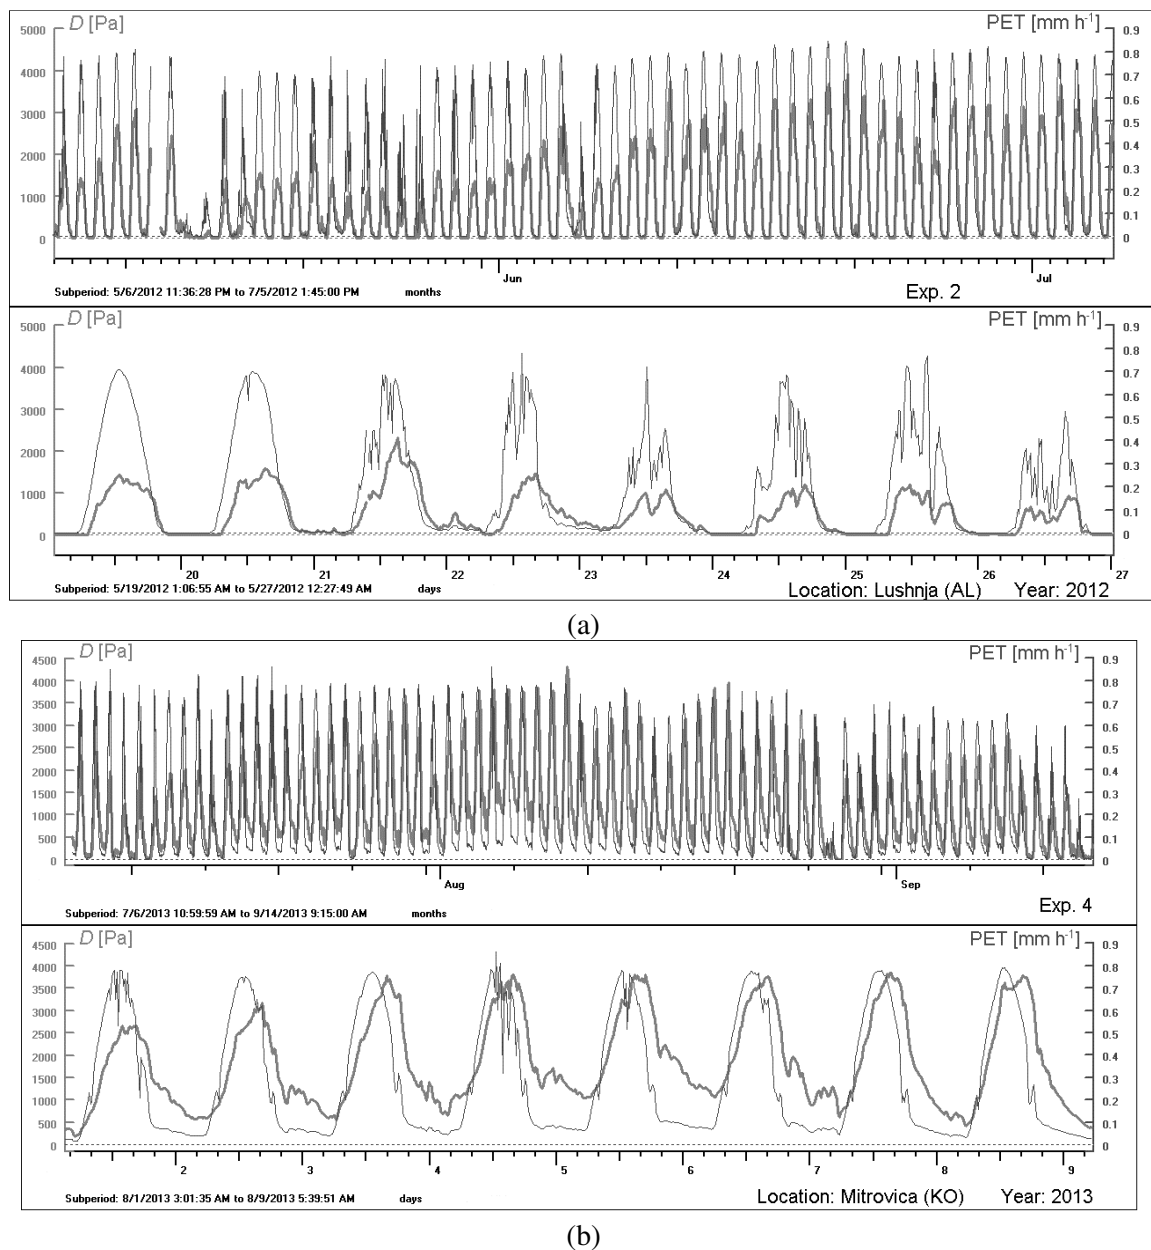 D [Pa] PET [mm h-1]
5000 0.9
0.8
4000 0.7
0.6
3000 0.5
2000 0.4
0.3
1000 0.2
0.1
0 0
Jun Jul
Subperiod: 5/6/2012 11:36:28 PM to 7/5/2012 1:45:00 PM months Exp. 2
D [Pa] PET [mm h-1]
5000 0.9
0.8
4000 0.7
0.6
3000 0.5
2000 0.4
0.3
1000 0.2
0.1
0 0
20 21 22 23 24 25 26 27
Subperiod: 5/19/2012 1:06:55 AM to 5/27/2012 12:27:49 AM days Location: Lushnja (AL) Year: 2012
(a)
D [Pa] PET [mm h-1]
4500 0.9
4000 0.8
3500 0.7
3000 0.6
2500 0.5
2000 0.4
1500 0.3
1000 0.2
500 0.1
0 0
Aug Sep
Subperiod: 7/6/2013 10:59:59 AM to 9/14/2013 9:15:00 AM months Exp. 4
D [Pa] PET [mm h-1]
4500 0.9
4000 0.8
3500 0.7
3000 0.6
2500 0.5
2000 0.4
1500 0.3
1000 0.2
500 0.1
0 0
2 3 4 5 6 7 8 9
Subperiod: 8/1/2013 3:01:35 AM to 8/9/2013 5:39:51 AM days Location: Mitrovica (KO) Year: 2013
(b)